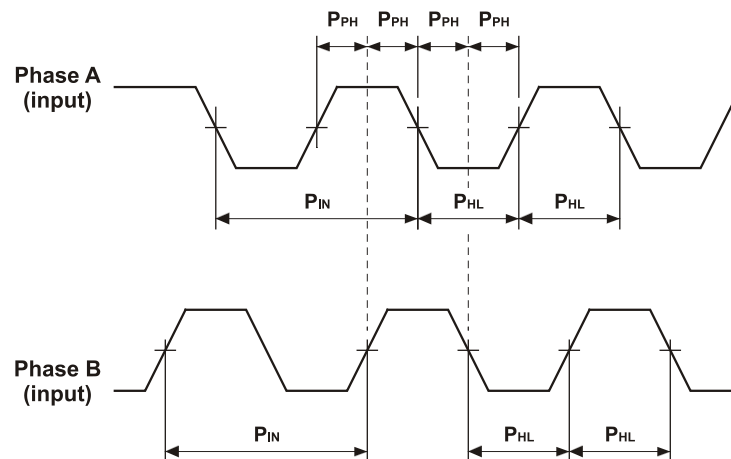 PPH PPH PPH PPH
Phase A
(input)
PIN PHL PHL
Phase B
(input)
PIN PHL PHL